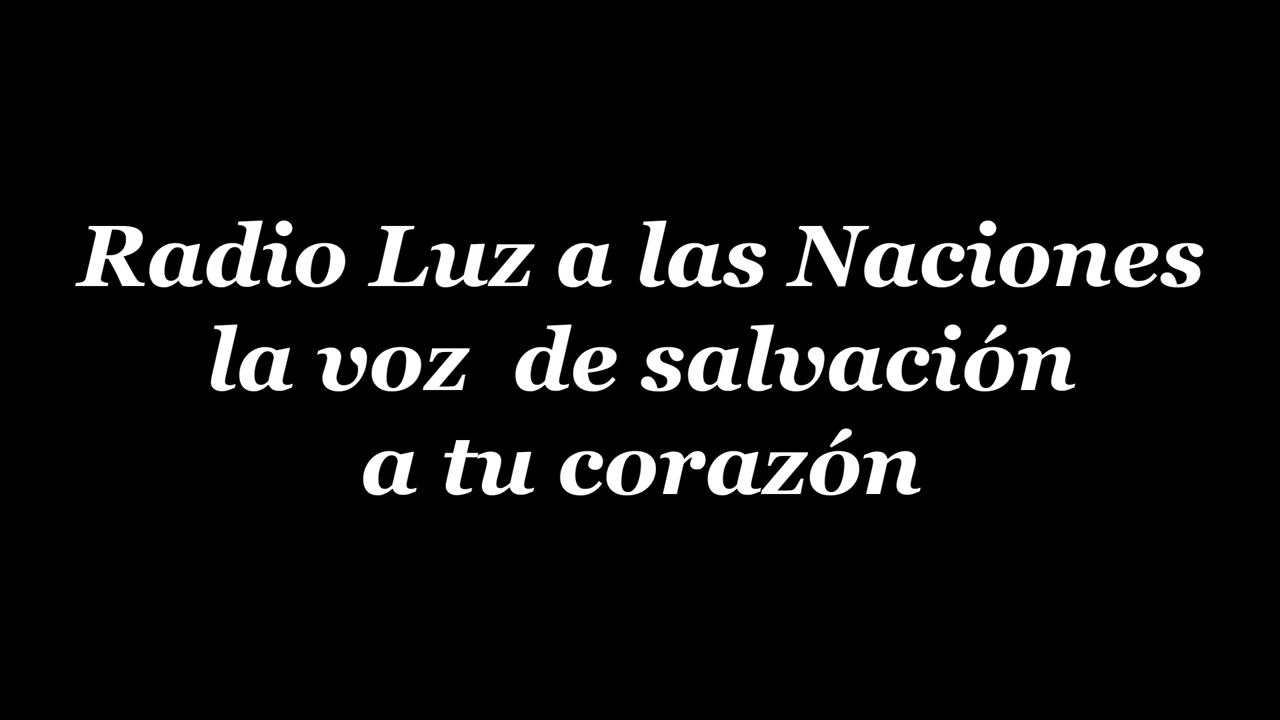 Radio Luz a las Naciones
la voz  de salvación
a tu corazón